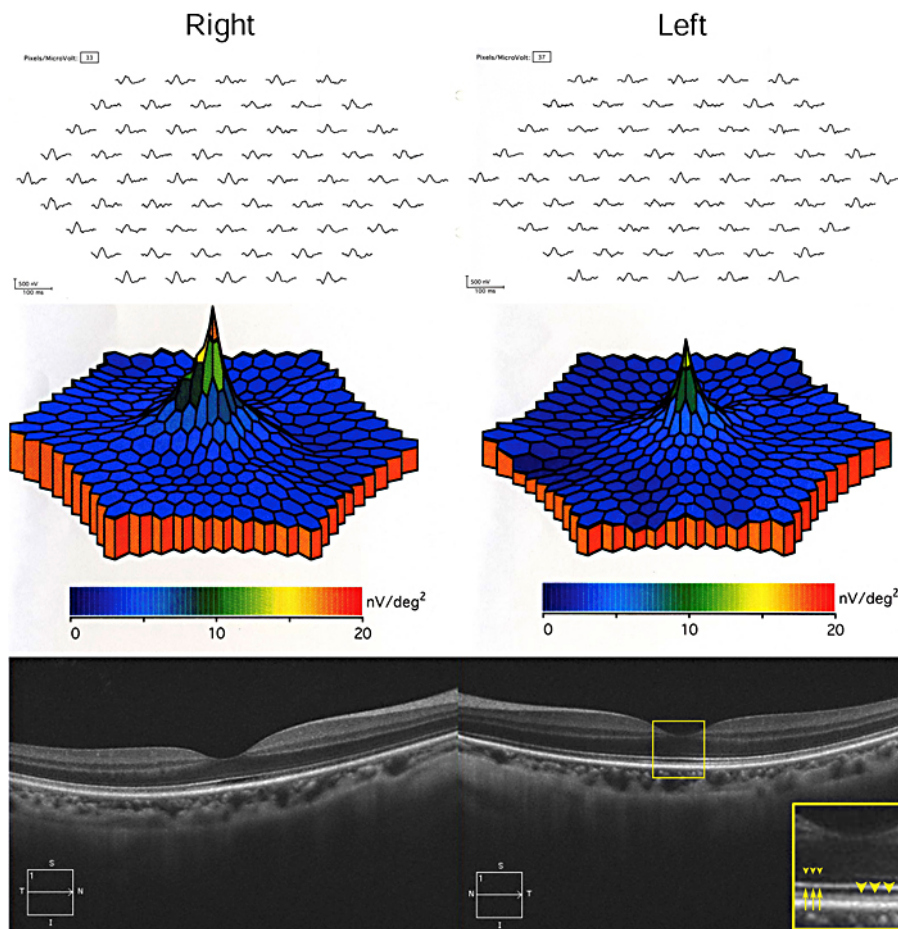 Right Left
Pixels/MicroVolt: 33
Pixels/MicroVolt: 37
500 nV
100 ms
500 nV
100 ms
nV/deg²
0 10 20
nV/deg²
0 10 20
1
S
T N
I
1
S
N T
I